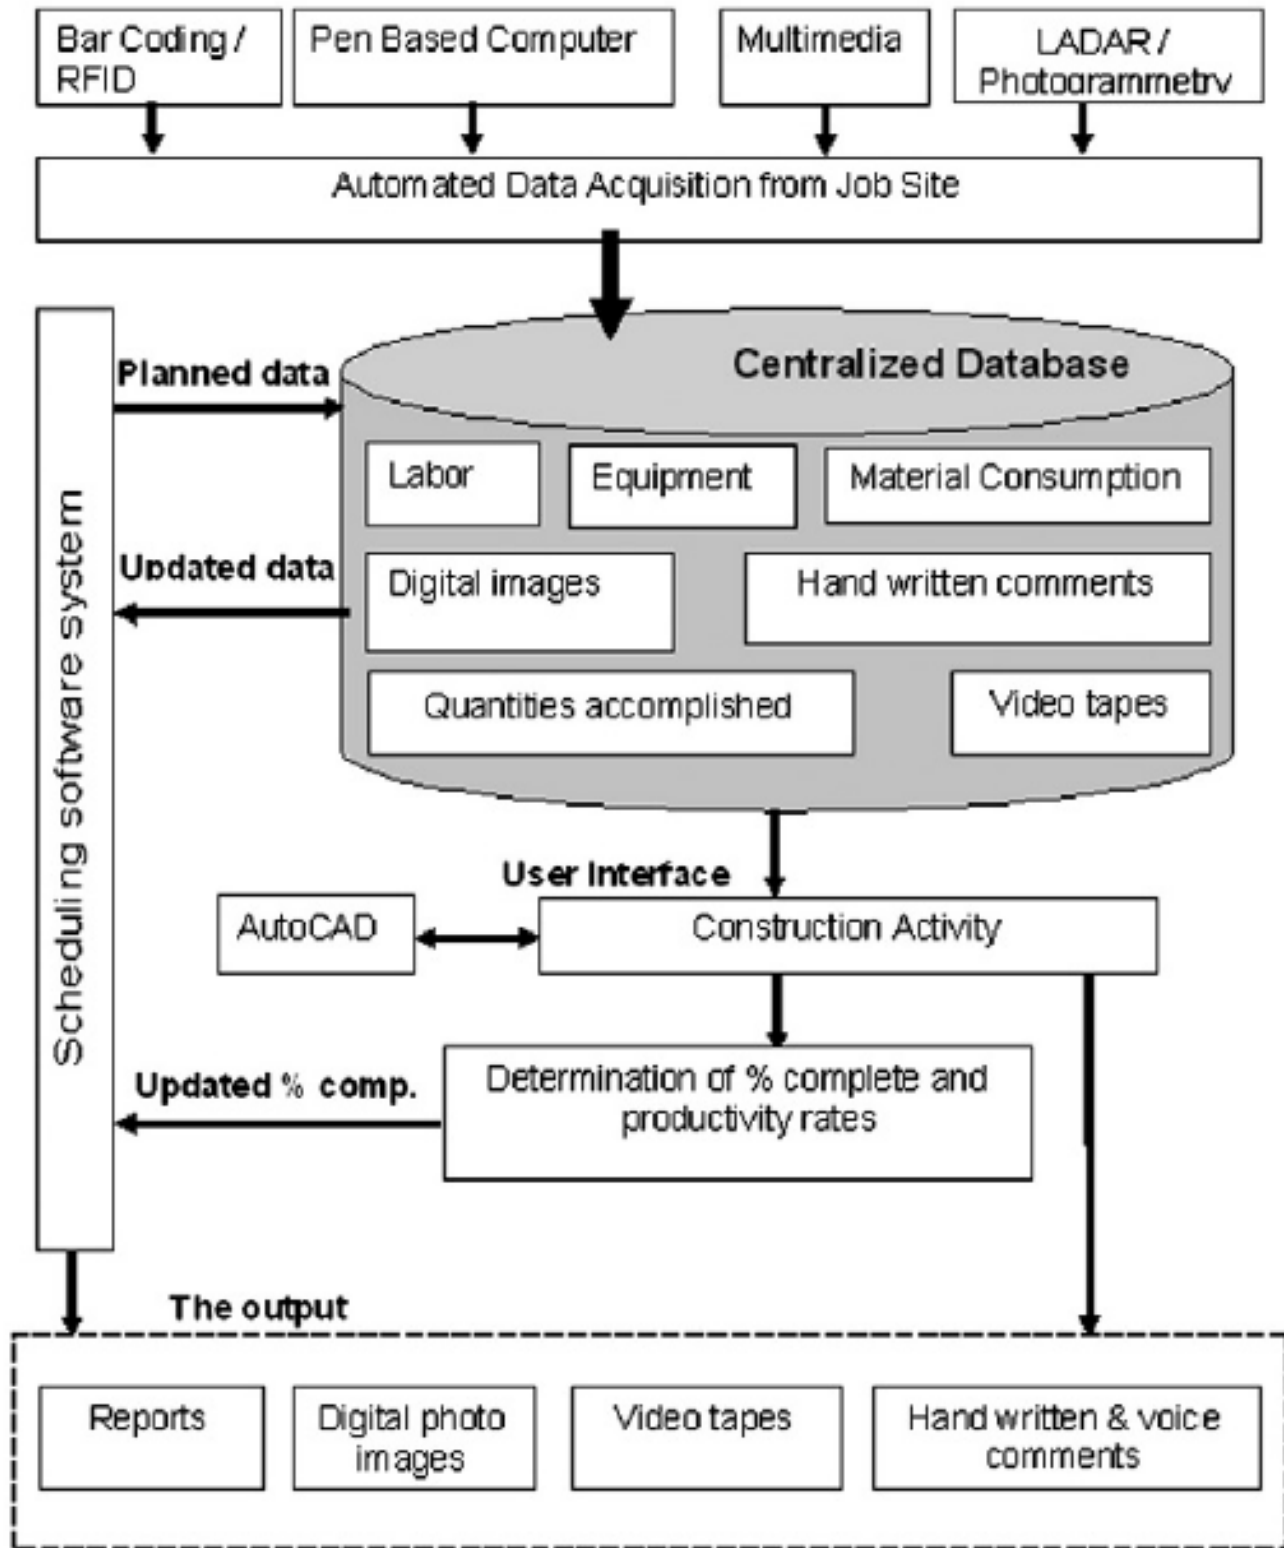 Bar Coding /
RFID
Pen Based Computer
Multimedia
LADAR /
Photogrammetry
Automated Data Acquisition from Job Site
Centralized Database
Planned data
Labor
Equipment
Material Consumption
Updated data
Digital images
Hand written comments
Quantities accomplished
Video tapes
Scheduling software system
User Interface
AutoCAD
Construction Activity
Updated % comp.
Determination of % complete and
productivity rates
The output
Reports
Digital photo
images
Video tapes
Hand written & voice
comments